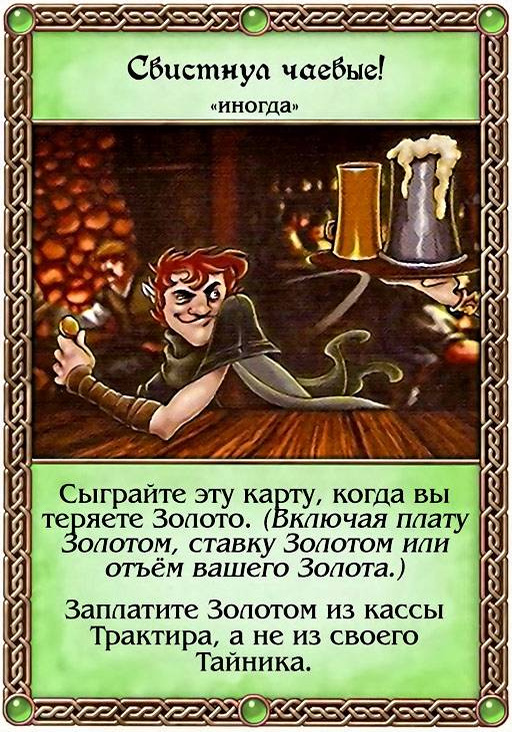 Свистнул чаевые!
«иногда»
Сыграйте эту карту, когда вы
теряете Золото. (Включая плату
Золотом, ставку Золотом или
отъём вашего Золота.)
Заплатите Золотом из кассы
Трактира, а не из своего
Тайника.